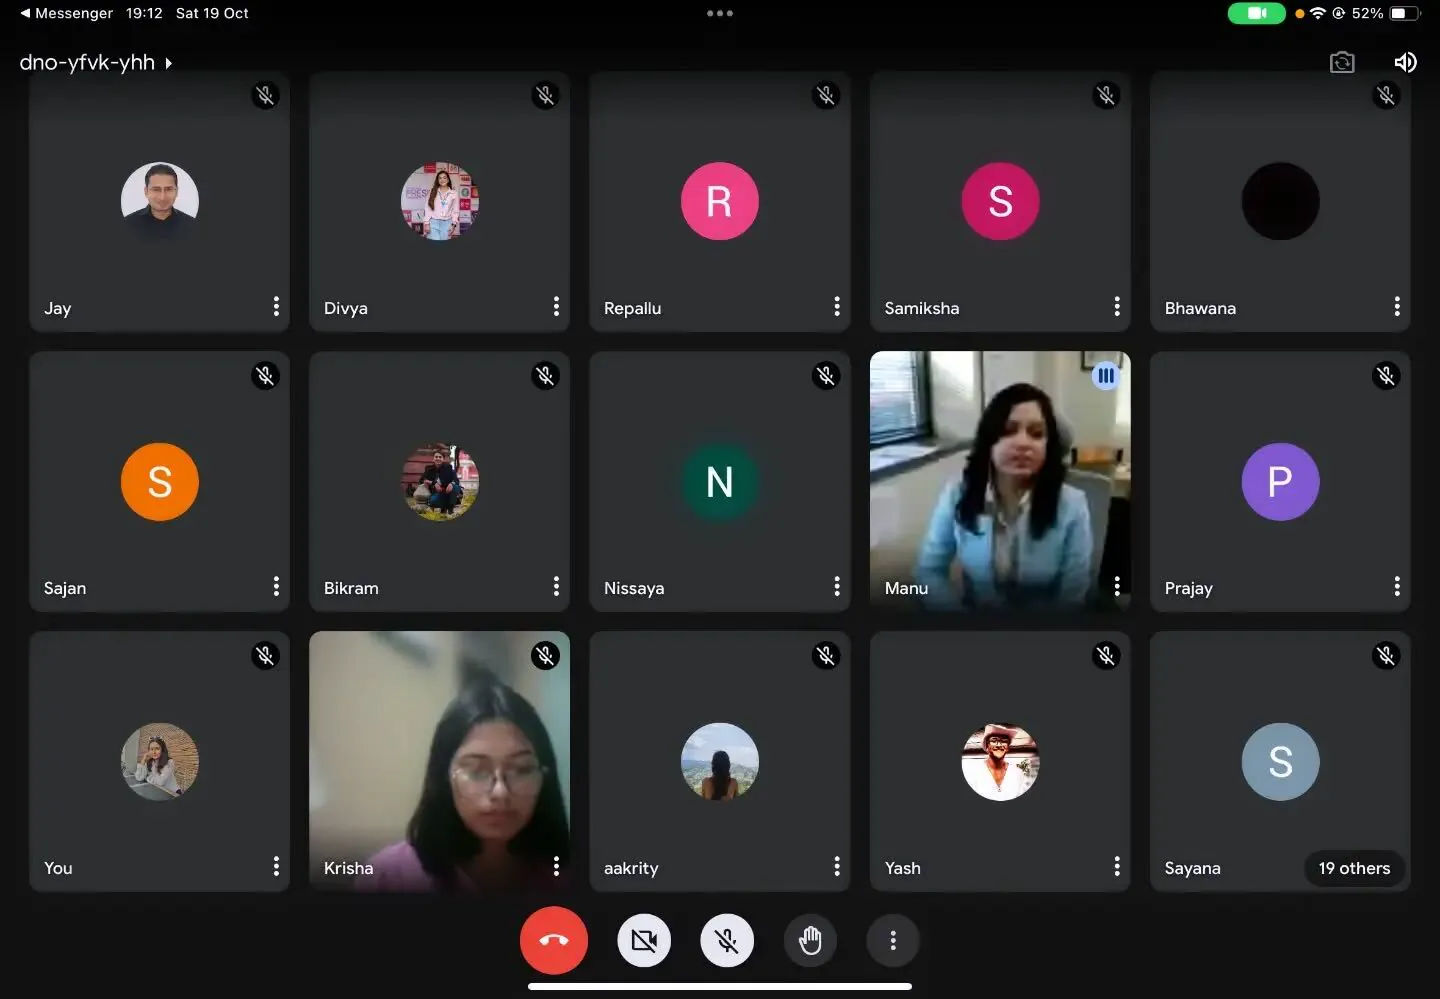 ◀ Messenger 19:12 Sat 19 Oct
52%
dno-yfvk-yhh
Jay
Divya
R
Repallu
S
Samiksha
Bhawana
S
Sajan
Bikram
N
Nissaya
Manu
P
Prajay
You
Krisha
aakrity
Yash
S
Sayana
19 others